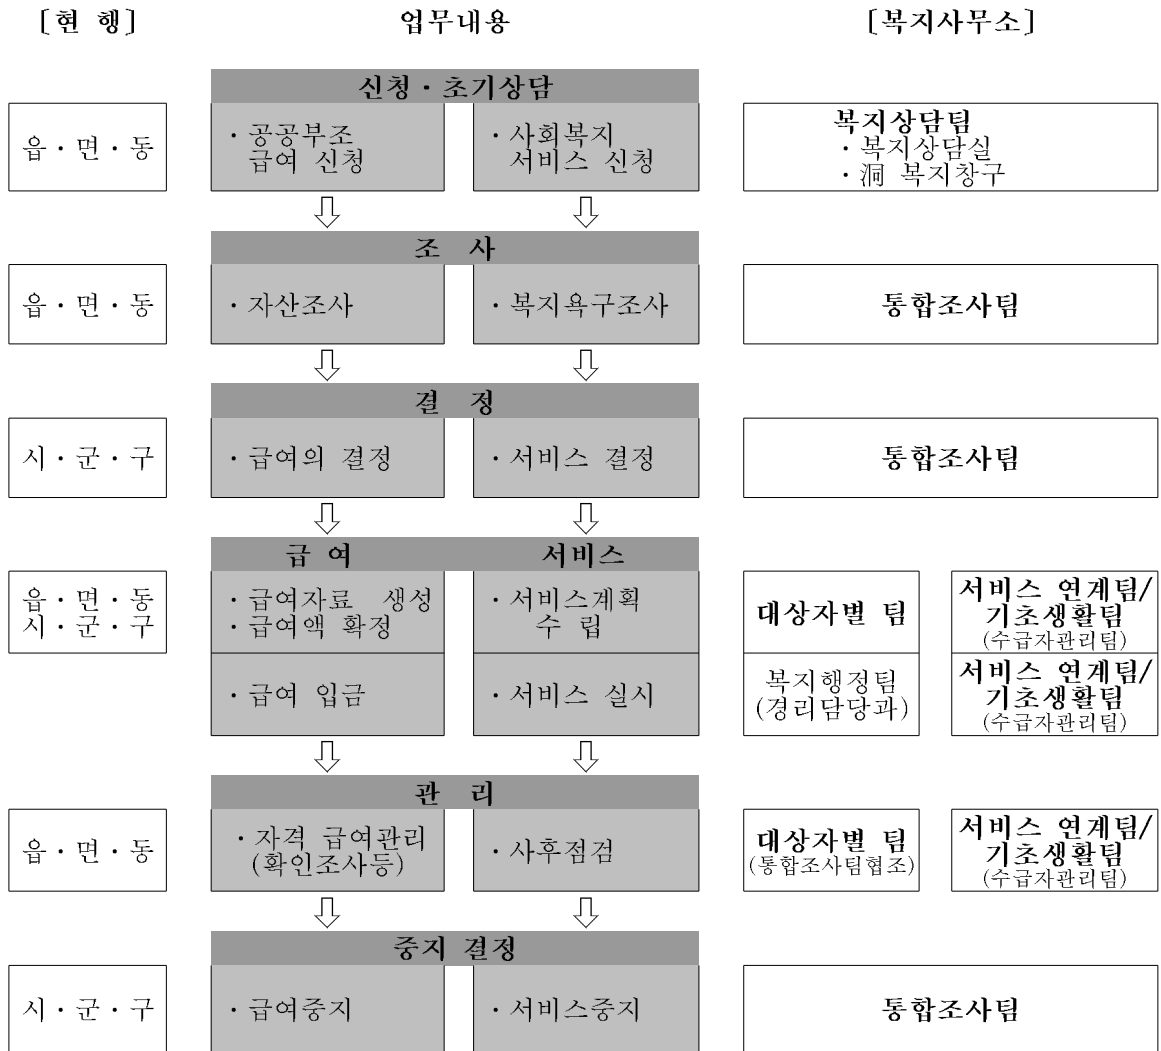 [현 행] 업무내용 [복지사무소]
신청·초기상담
읍·면·동
·공공부조
급여 신청
·사회복지
서비스 신청
복지상담팀
·복지상담실
·洞 복지창구
조 사
읍·면·동
·자산조사
·복지욕구조사
통합조사팀
결 정
시·군·구
·급여의 결정
·서비스 결정
통합조사팀
급 여 서비스
읍·면·동
시·군·구
·급여자료 생성
·급여액 확정
·서비스계획
수 립
대상자별 팀
서비스 연계팀/
기초생활팀
(수급자관리팀)
·급여 입금
·서비스 실시
복지행정팀
(경리담당과)
서비스 연계팀/
기초생활팀
(수급자관리팀)
관 리
읍·면·동
·자격 급여관리
(확인조사등)
·사후점검
대상자별 팀
(통합조사팀협조)
서비스 연계팀/
기초생활팀
(수급자관리팀)
중지 결정
시·군·구
·급여중지
·서비스중지
통합조사팀